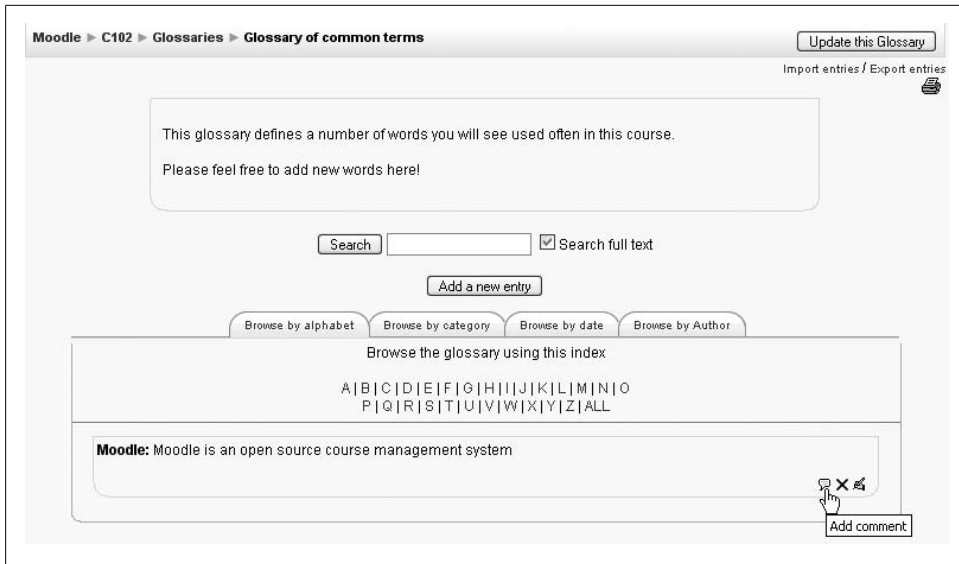 Moodle ► C102 ► Glossaries ► Glossary of common terms
Update this Glossary
Import entries / Export entries
This glossary defines a number of words you will see used often in this course.
Please feel free to add new words here!
Search
Search full text
Add a new entry
Browse by alphabet Browse by category Browse by date Browse by Author
Browse the glossary using this index
A|B|C|D|E|F|G|H|I|J|K|L|M|N|O
P|Q|R|S|T|U|V|W|X|Y|Z|ALL
Moodle: Moodle is an open source course management system
Add comment